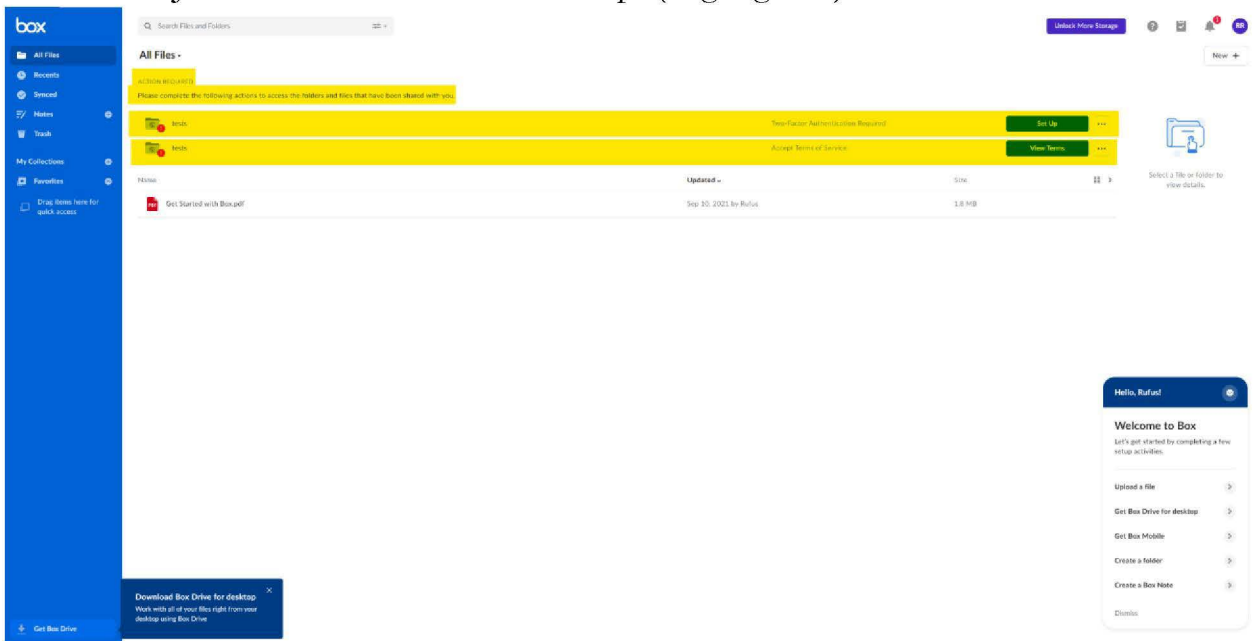 box
Search Files and Folders
Unlock More Storage
RR
All Files
All Files
New +
Recents
ACTION REQUIRED
Synced
Please complete the following actions to access the folders and files that have been shared with you.
Notes
tests
Two-Factor Authentication Required
Set Up
Trash
tests
Accept Terms of Service
View Terms
My Collections
Favorites
Name
Updated
Size
Select a file or folder to
view details.
Drag items here for
quick access
PDF
Get Started with Box.pdf
Sep 10, 2021 by Rufus
1.8 MB
Hello, Rufus!
Welcome to Box
Let's get started by completing a few
setup activities.
Upload a file
Get Box Drive for desktop
Get Box Mobile
Create a folder
Create a Box Note
Dismiss
Download Box Drive for desktop
Work with all of your files right from your
desktop using Box Drive
Get Box Drive